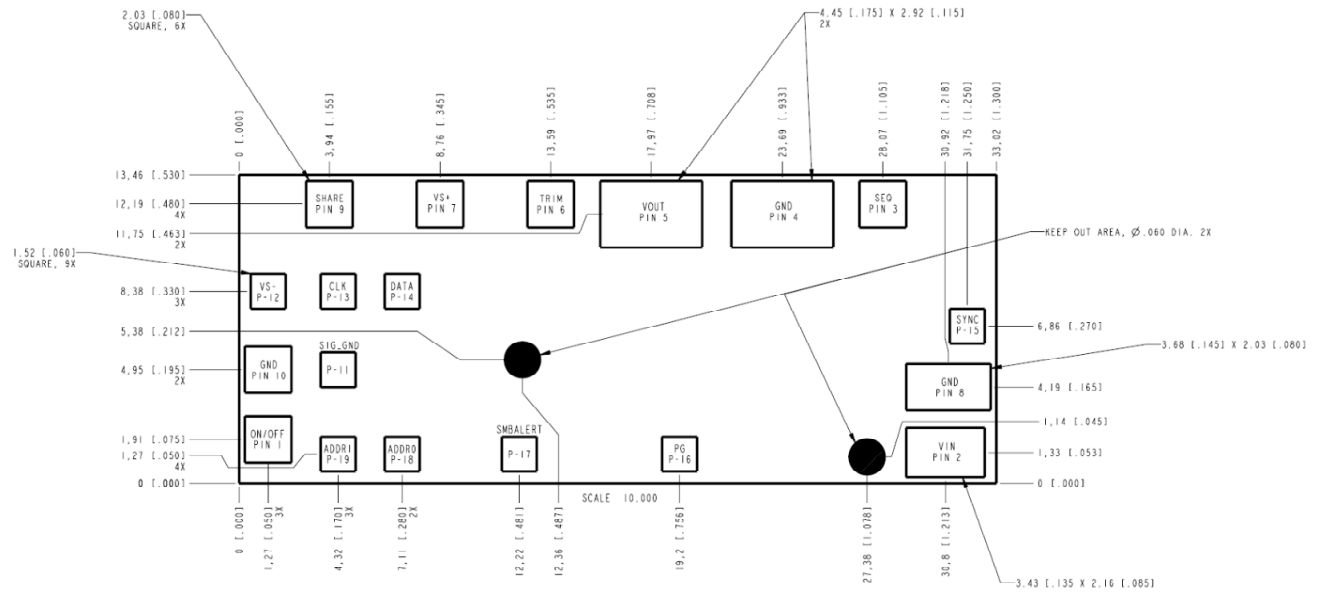 2.03 [.080]
SQUARE, 6X
4.45 [.175] X 2.92 [.115]
2X
0 [.000]
3,94 [.155]
8,76 [.345]
13,59 [.535]
17,97 [.708]
23,69 [.933]
28,07 [1.105]
30,92 [1.218]
31,75 [1.250]
33,02 [1.300]
13,46 [.530]
12,19 [.480]
4X
11,75 [.463]
2X
SHARE
PIN 9
VS+
PIN 7
TRIM
PIN 6
VOUT
PIN 5
GND
PIN 4
SEQ
PIN 3
KEEP OUT AREA, Ø.060 DIA. 2X
1.52 [.060]
SQUARE, 9X
8,38 [.330]
3X
VS-
P-12
CLK
P-13
DATA
P-14
SYNC
P-15
6,86 [.270]
5,38 [.212]
3.68 [.145] X 2.03 [.080]
4,95 [.195]
2X
GND
PIN 10
SIG_GND
P-11
GND
PIN 8
4,19 [.165]
1,14 [.045]
1,91 [.075]
1,27 [.050]
4X
ON/OFF
PIN 1
ADDR1
P-19
ADDR0
P-18
SMBALERT
P-17
PG
P-16
VIN
PIN 2
1,33 [.053]
0 [.000]
0 [.000]
SCALE 10.000
0 [.000]
1,27 [.050]
3X
4,32 [.170]
3X
7,11 [.280]
2X
12,22 [.481]
12,36 [.487]
19,2 [.756]
27,38 [1.078]
30,8 [1.213]
3.43 [.135 X 2.16 [.085]